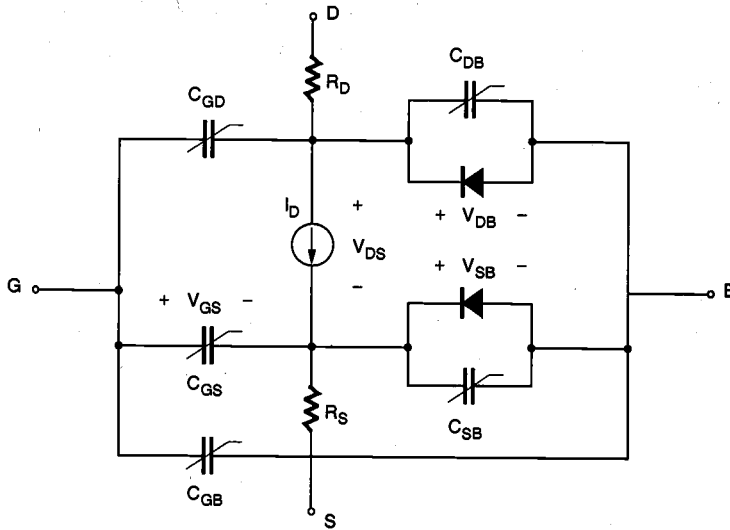 D
C_DB
R_D
C_GD
I_D
+
+ V_DB -
V_DS
+ V_SB -
G
+ V_GS -
-
B
C_GS
R_S
C_SB
C_GB
S